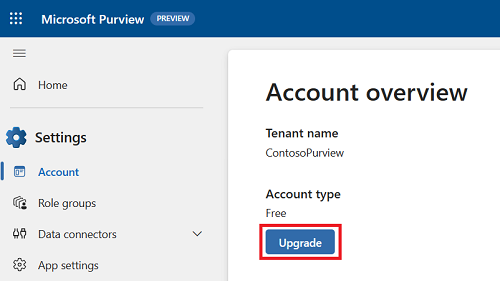 Microsoft Purview PREVIEW
Home
Settings
Account
Role groups
Data connectors
App settings
Account overview
Tenant name
ContosoPurview
Account type
Free
Upgrade